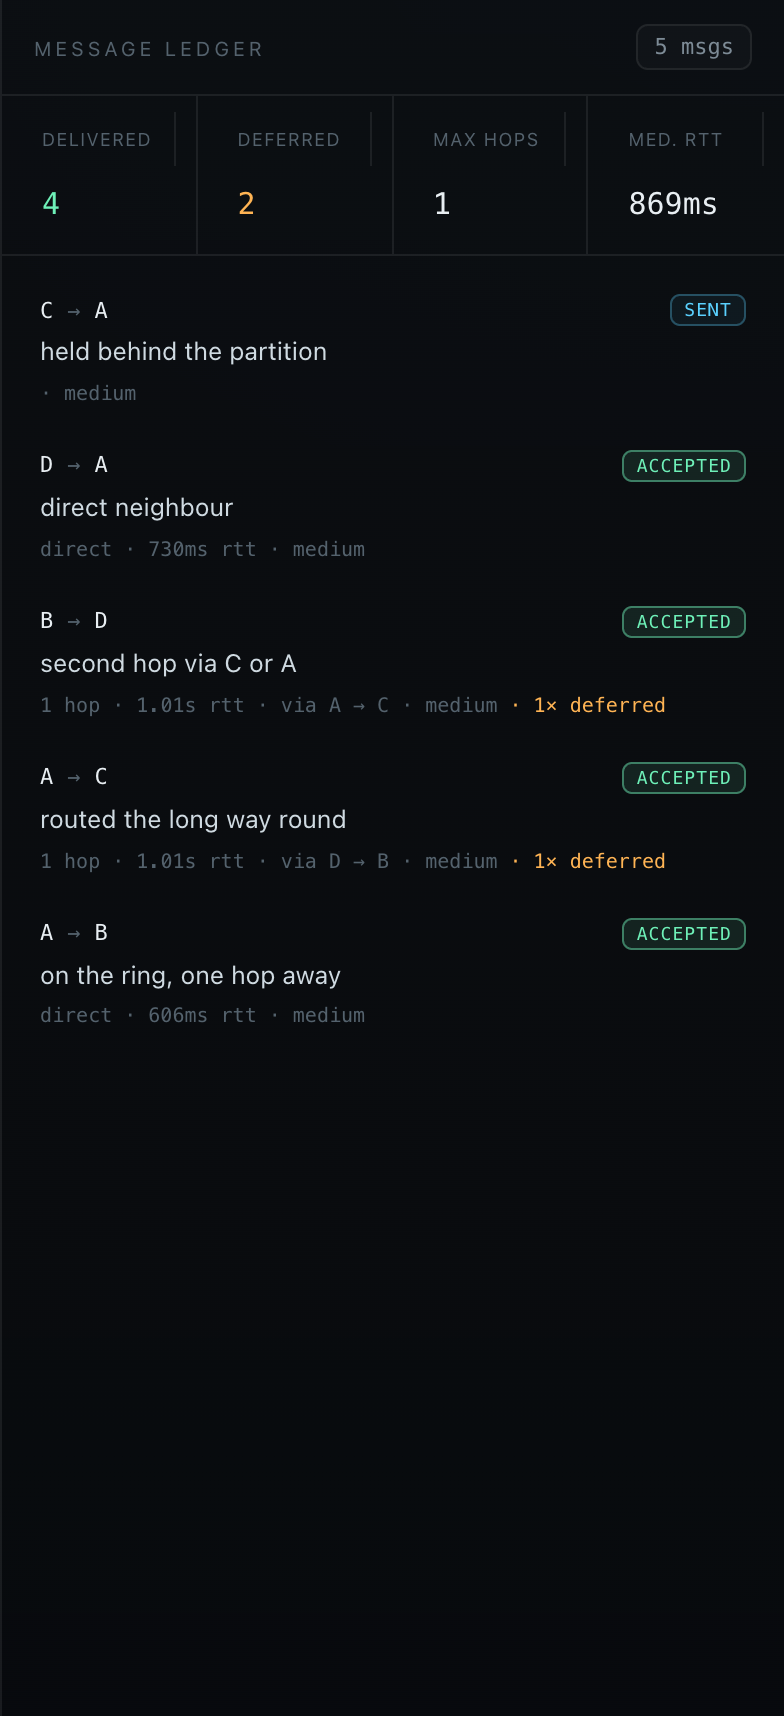 MESSAGE LEDGER
5 msgs
DELIVERED
DEFERRED
MAX HOPS
MED. RTT
4
2
1
869ms
C → A
SENT
held behind the partition
· medium
D → A
ACCEPTED
direct neighbour
direct · 730ms rtt · medium
B → D
ACCEPTED
second hop via C or A
1 hop · 1.01s rtt · via A → C · medium · 1× deferred
A → C
ACCEPTED
routed the long way round
1 hop · 1.01s rtt · via D → B · medium · 1× deferred
A → B
ACCEPTED
on the ring, one hop away
direct · 606ms rtt · medium